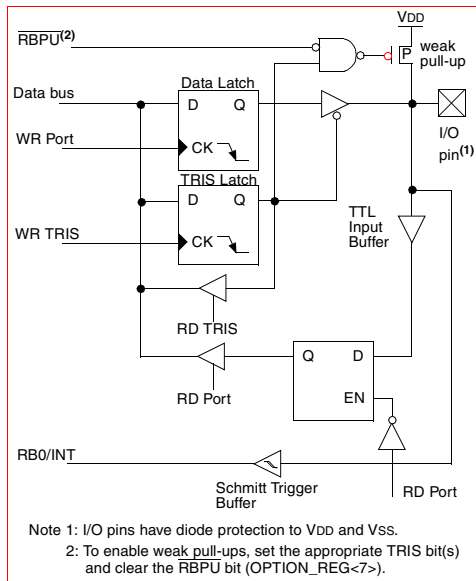 VDD
RBPU(2)
weak
pull-up
P
Data bus
Data Latch
D Q
WR Port
CK
I/O
pin(1)
TRIS Latch
D Q
WR TRIS
CK
TTL
Input
Buffer
RD TRIS
Q D
RD Port
EN
RB0/INT
Schmitt Trigger
Buffer
RD Port
Note 1: I/O pins have diode protection to VDD and VSS.
2: To enable weak pull-ups, set the appropriate TRIS bit(s)
and clear the RBPU bit (OPTION_REG<7>).